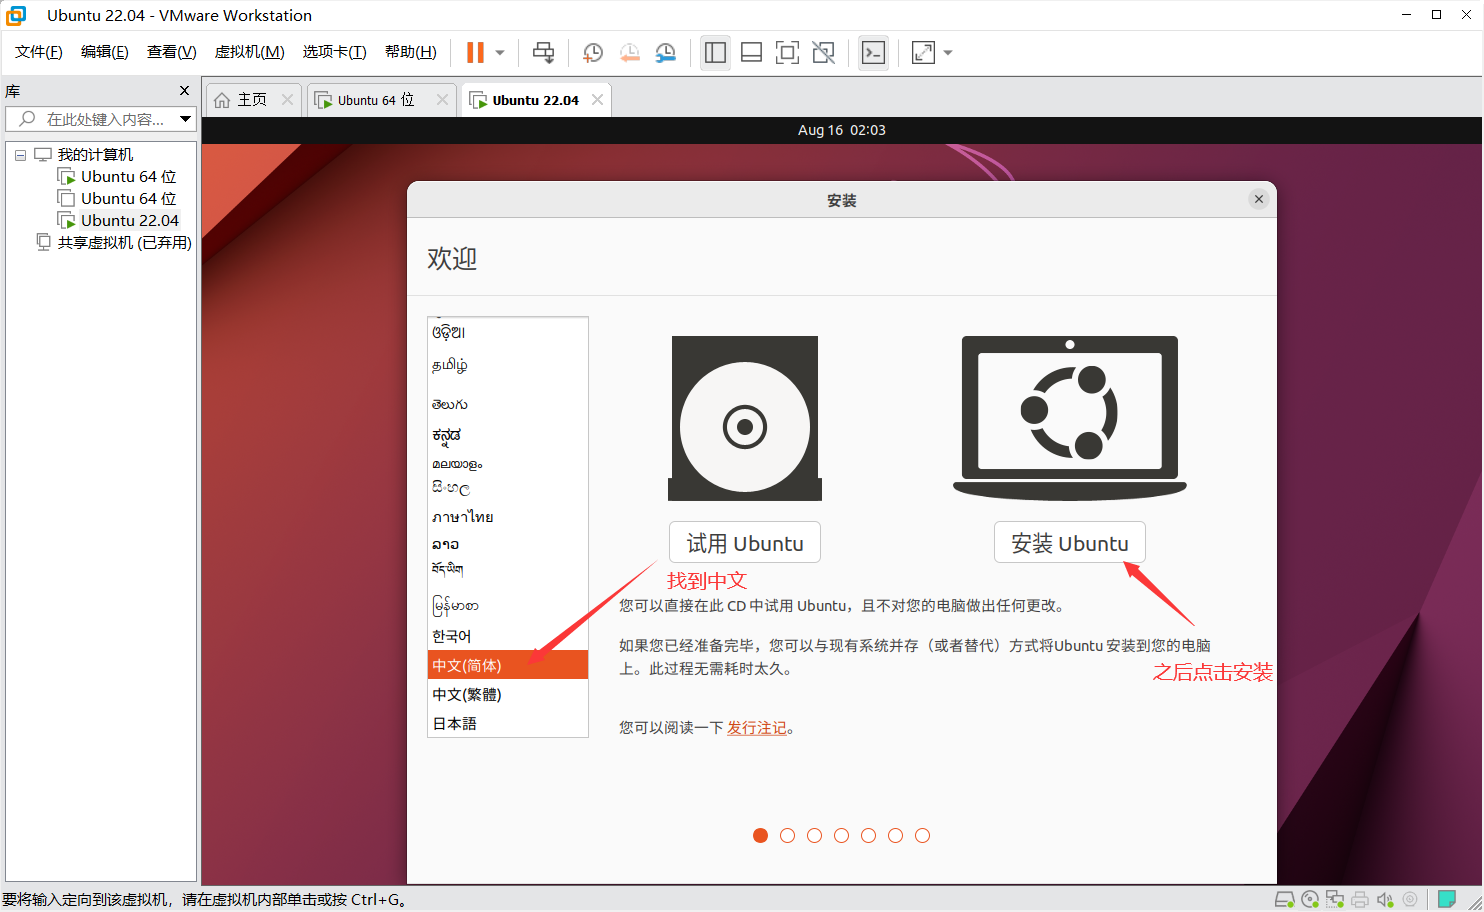 Ubuntu 22.04 - VMware Workstation
文件(F) 编辑(E) 查看(V) 虚拟机(M) 选项卡(T) 帮助(H)
库
在此处键入内容...
我的计算机
Ubuntu 64 位
Ubuntu 64 位
Ubuntu 22.04
共享虚拟机 (已弃用)
主页
Ubuntu 64 位
Ubuntu 22.04
Aug 16 02:03
安装
欢迎
ଓଡ଼ିଆ
தமிழ்
తెలుగు
ಕನ್ನಡ
മലയാളം
සිංහල
ภาษาไทย
ລາວ
བོད་ཡིག
မြန်မာစာ
한국어
中文(简体)
中文(繁體)
日本語
试用 Ubuntu
安装 Ubuntu
找到中文
您可以直接在此 CD 中试用 Ubuntu，且不对您的电脑做出任何更改。
如果您已经准备完毕，您可以与现有系统并存（或者替代）方式将Ubuntu 安装到您的电脑
上。此过程无需耗时太久。
之后点击安装
您可以阅读一下 发行注记。
要将输入定向到该虚拟机，请在虚拟机内部单击或按 Ctrl+G。